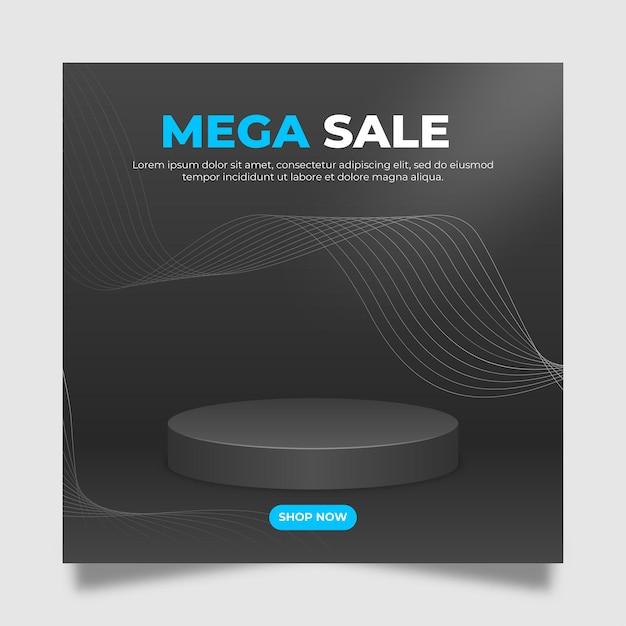 MEGA SALE
Lorem ipsum dolor sit amet, consectetur adipiscing elit, sed do eiusmod
tempor incididunt ut labore et dolore magna aliqua.
SHOP NOW